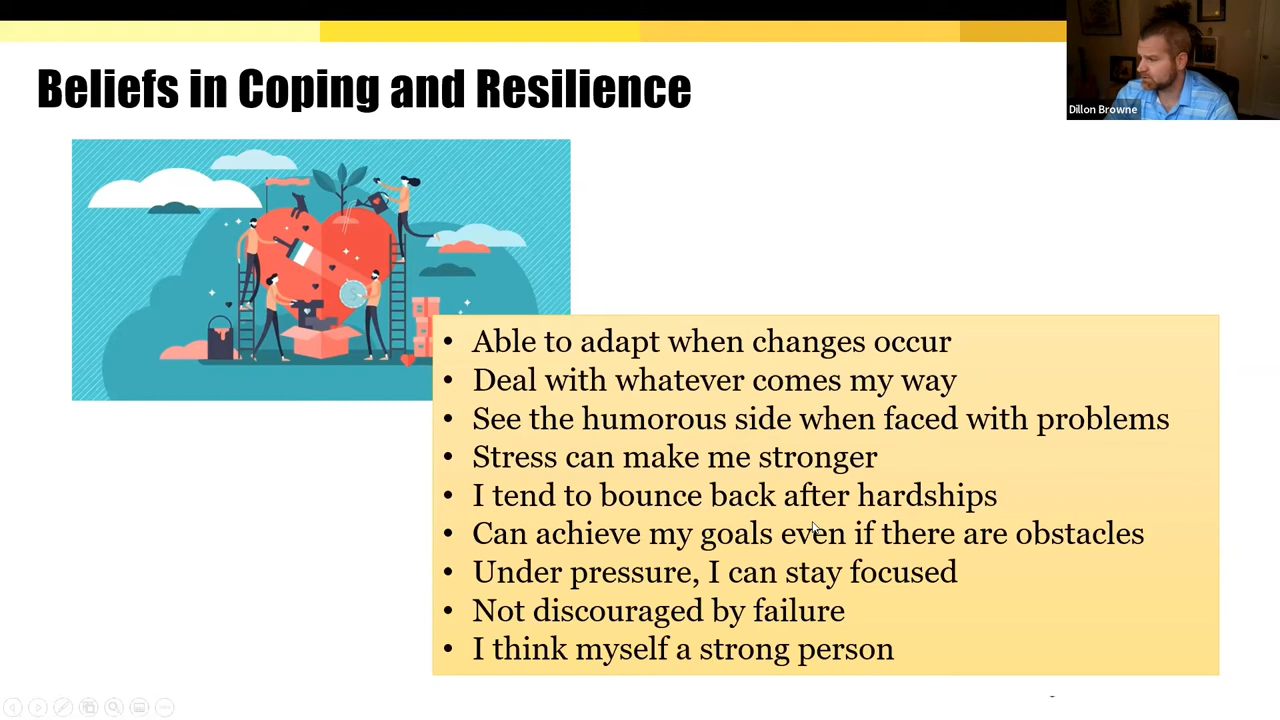 Beliefs in Coping and Resilience
Dillon Browne
• Able to adapt when changes occur
• Deal with whatever comes my way
• See the humorous side when faced with problems
• Stress can make me stronger
• I tend to bounce back after hardships
• Can achieve my goals even if there are obstacles
• Under pressure, I can stay focused
• Not discouraged by failure
• I think myself a strong person